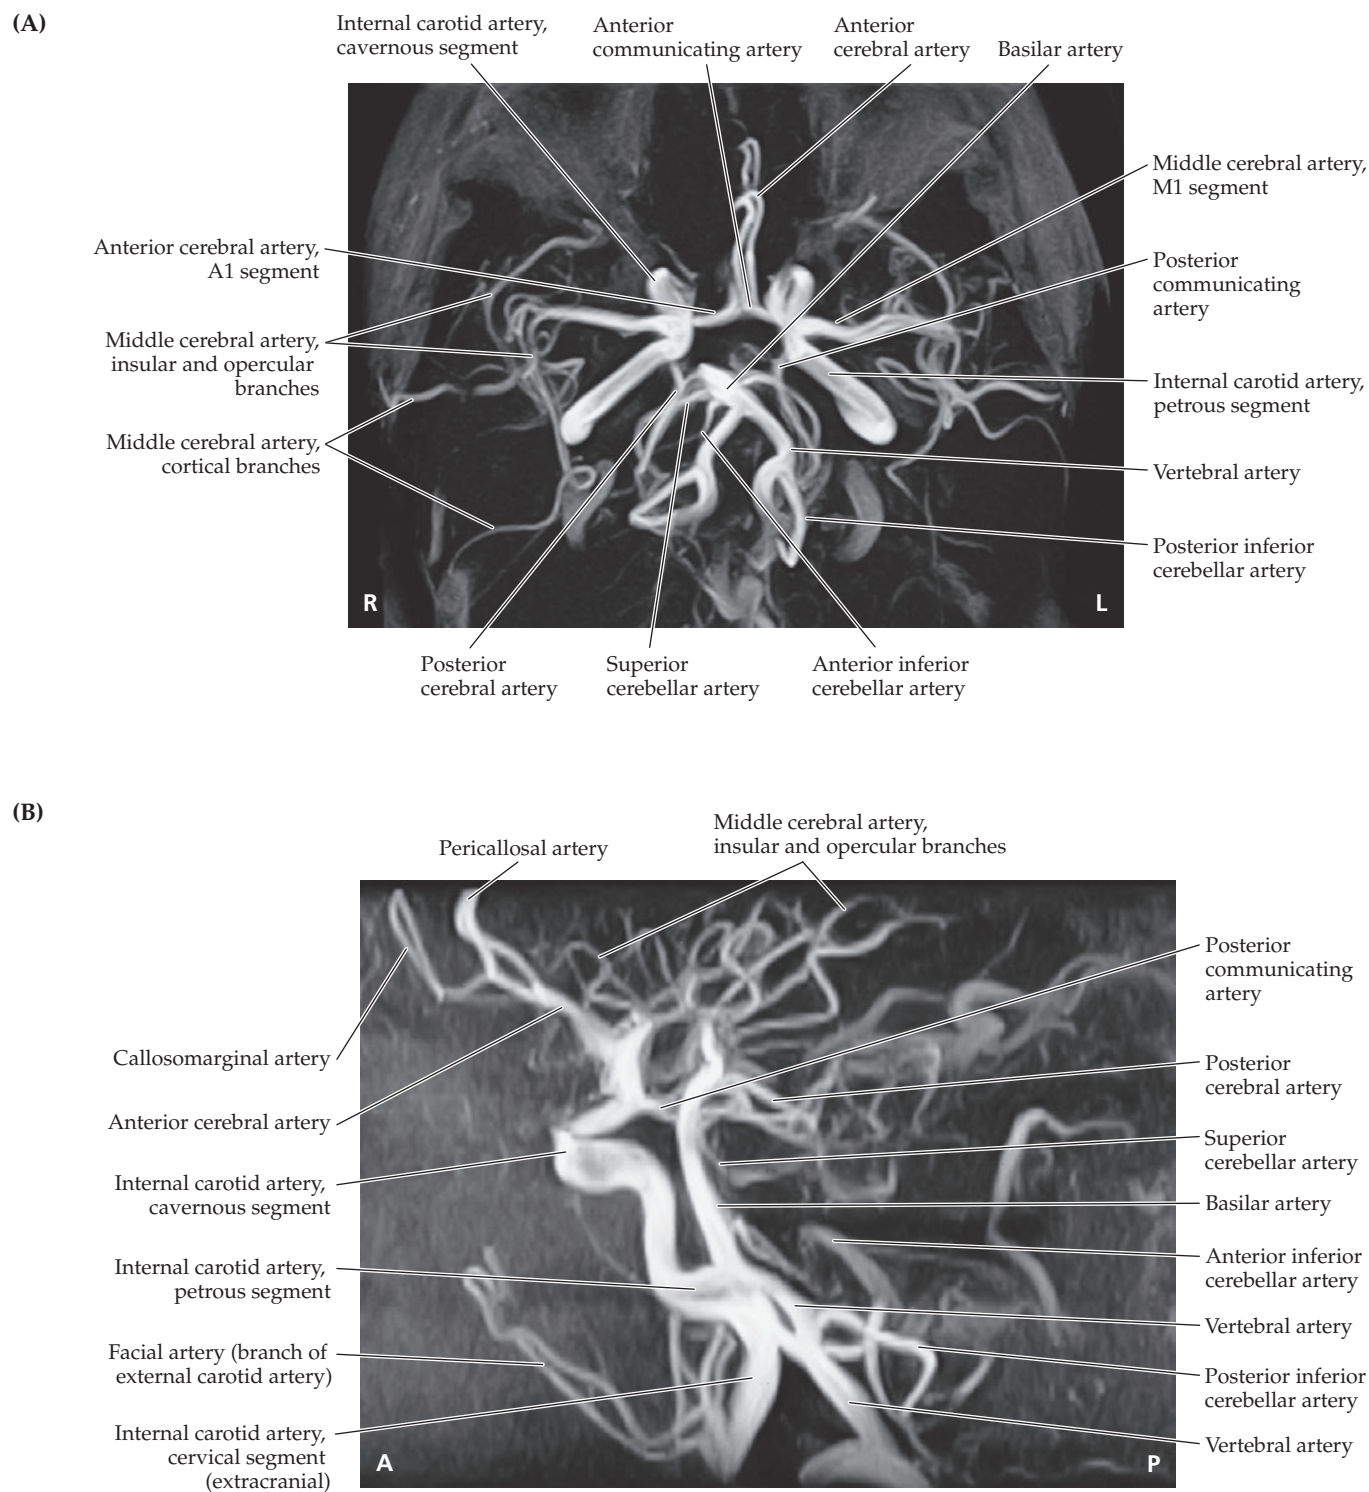 (A)
Internal carotid artery,
cavernous segment
Anterior
communicating artery
Anterior
cerebral artery
Basilar artery
Middle cerebral artery,
M1 segment
Anterior cerebral artery,
A1 segment
Posterior
communicating
artery
Middle cerebral artery,
insular and opercular
branches
Internal carotid artery,
petrous segment
Middle cerebral artery,
cortical branches
Vertebral artery
Posterior inferior
cerebellar artery
R
L
Posterior
cerebral artery
Superior
cerebellar artery
Anterior inferior
cerebellar artery
(B)
Pericallosal artery
Middle cerebral artery,
insular and opercular branches
Posterior
communicating
artery
Callosomarginal artery
Posterior
cerebral artery
Anterior cerebral artery
Superior
cerebellar artery
Internal carotid artery,
cavernous segment
Basilar artery
Internal carotid artery,
petrous segment
Anterior inferior
cerebellar artery
Vertebral artery
Facial artery (branch of
external carotid artery)
Posterior inferior
cerebellar artery
Internal carotid artery,
cervical segment
(extracranial)
Vertebral artery
A
P